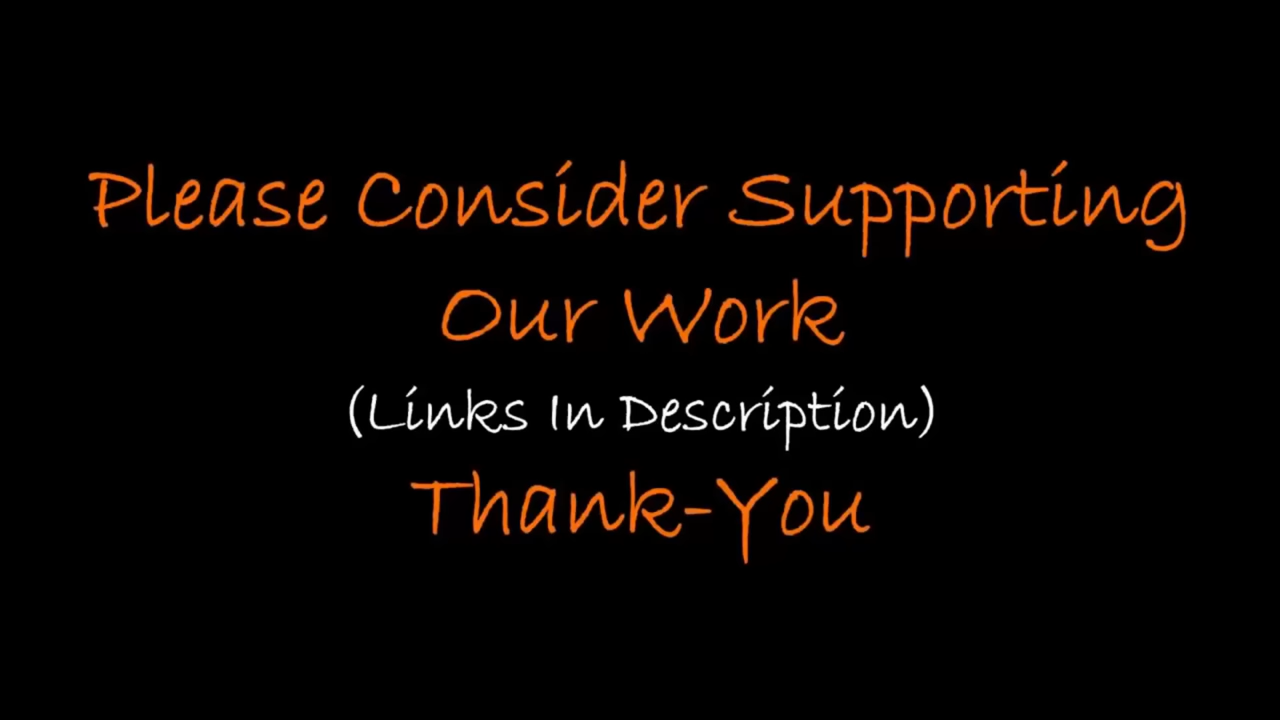 Please Consider Supporting
Our Work
(Links In Description)
Thank-You